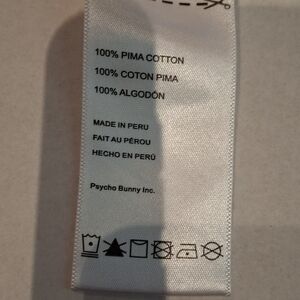 100% PIMA COTTON
100% COTON PIMA
100% ALGODÓN
MADE IN PERU
FAIT AU PÉROU
HECHO EN PERÚ
Psycho Bunny Inc.